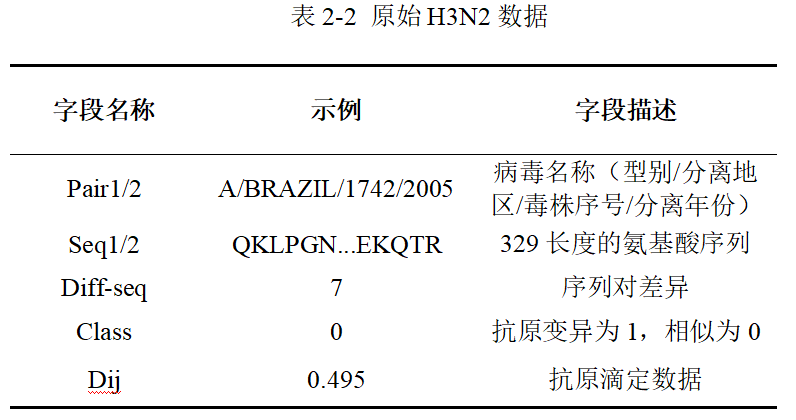 表 2-2 原始 H3N2 数据
字段名称 示例 字段描述
Pair1/2 A/BRAZIL/1742/2005 病毒名称（型别/分离地
区/毒株序号/分离年份）
Seq1/2 QKLPGN...EKQTR 329 长度的氨基酸序列
Diff-seq 7 序列对差异
Class 0 抗原变异为 1，相似为 0
Dij 0.495 抗原滴定数据